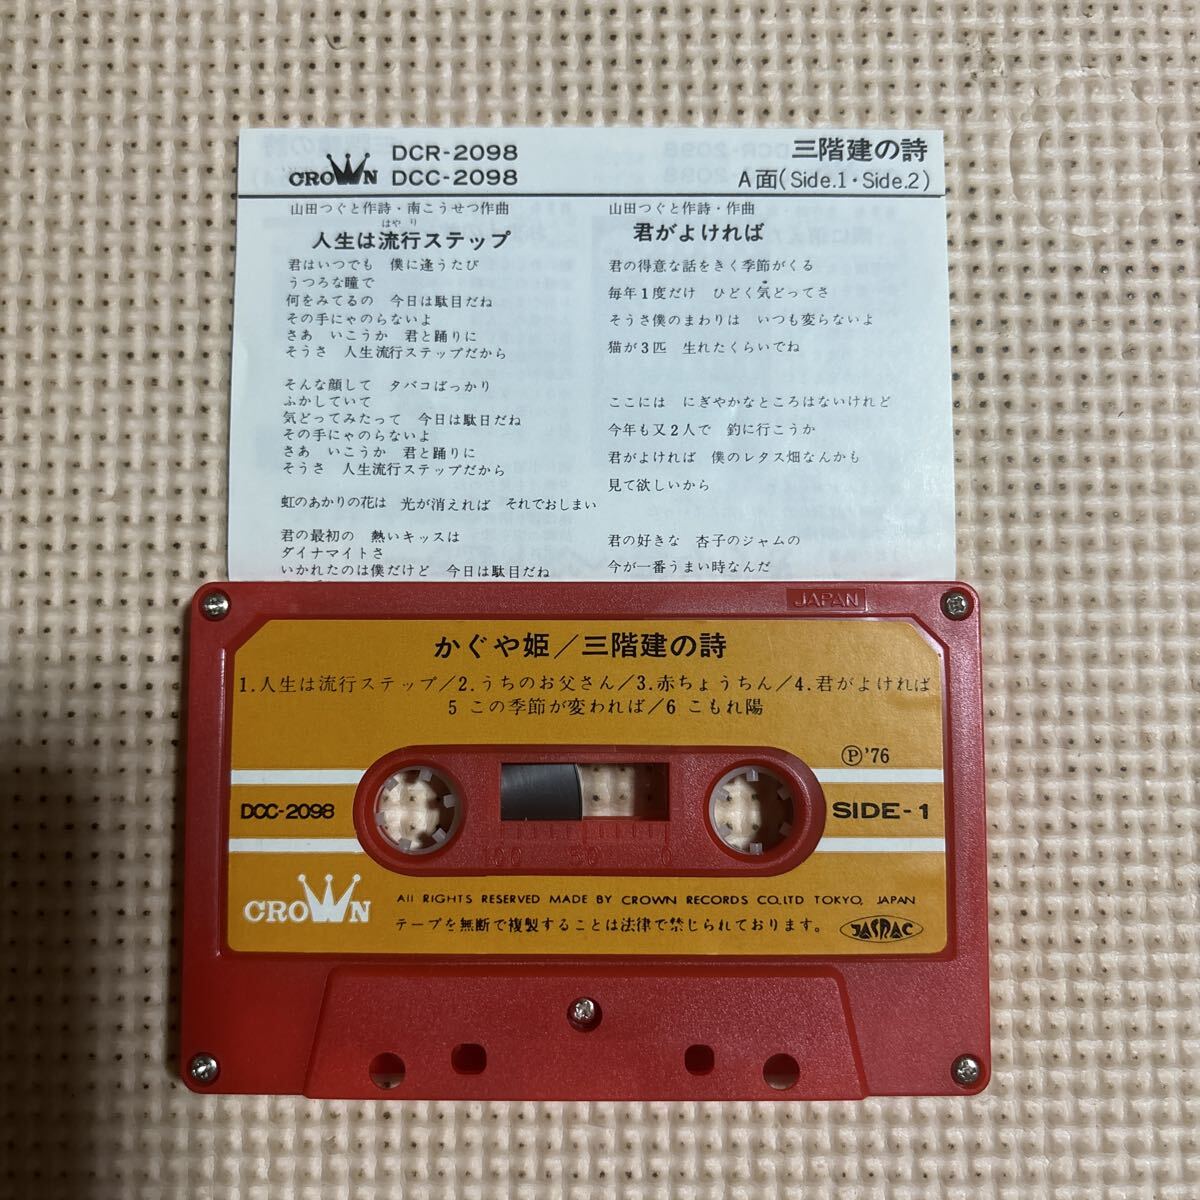 CROWN
DCR-2098
DCC-2098
三階建の詩
A面(Side.1・Side.2)
山田つぐと作詩・南こうせつ作曲
はやり
人生は流行ステップ
君はいつでも 僕に逢うたび
うつろな瞳で
何をみてるの 今日は駄目だね
その手にゃのらないよ
さあ いこうか 君と踊りに
そうさ 人生流行ステップだから
そんな顔して タバコばっかり
ふかしていて
気どってみたって 今日は駄目だね
その手にゃのらないよ
さあ いこうか 君と踊りに
そうさ 人生流行ステップだから
虹のあかりの花は 光が消えれば それでおしまい
君の最初の 熱いキッスは
ダイナマイトさ
いかれたのは僕だけど 今日は駄目だね
山田つぐと作詩・作曲
君がよければ
君の得意な話をきく季節がくる
毎年1度だけ ひどく気どってさ
そうさ僕のまわりは いつも変らないよ
猫が3匹 生れたくらいでね
ここには にぎやかなところはないけれど
今年も又2人で 釣に行こうか
君がよければ 僕のレタス畑なんかも
見て欲しいから
君の好きな 杏子のジャムの
今が一番うまい時なんだ
JAPAN
かぐや姫/三階建の詩
1.人生は流行ステップ/2.うちのお父さん/3.赤ちょうちん/4.君がよければ
5 この季節が変われば/6 こもれ陽
Ⓟ'76
DCC-2098
SIDE-1
100 50 0
CROWN
All RIGHTS RESERVED MADE BY CROWN RECORDS CO.,LTD TOKYO, JAPAN
テープを無断で複製することは法律で禁じられております。
JASRAC